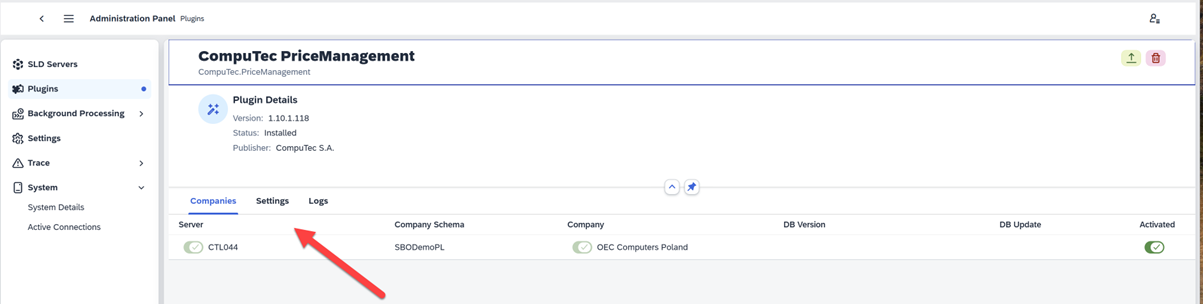 Administration Panel Plugins
SLD Servers
Plugins
Background Processing
Settings
Trace
System
System Details
Active Connections
CompuTec PriceManagement
CompuTec.PriceManagement
Plugin Details
Version: 1.10.1.118
Status: Installed
Publisher: CompuTec S.A.
Companies Settings Logs
Server Company Schema Company DB Version DB Update Activated
CTL044 SBODemoPL OEC Computers Poland